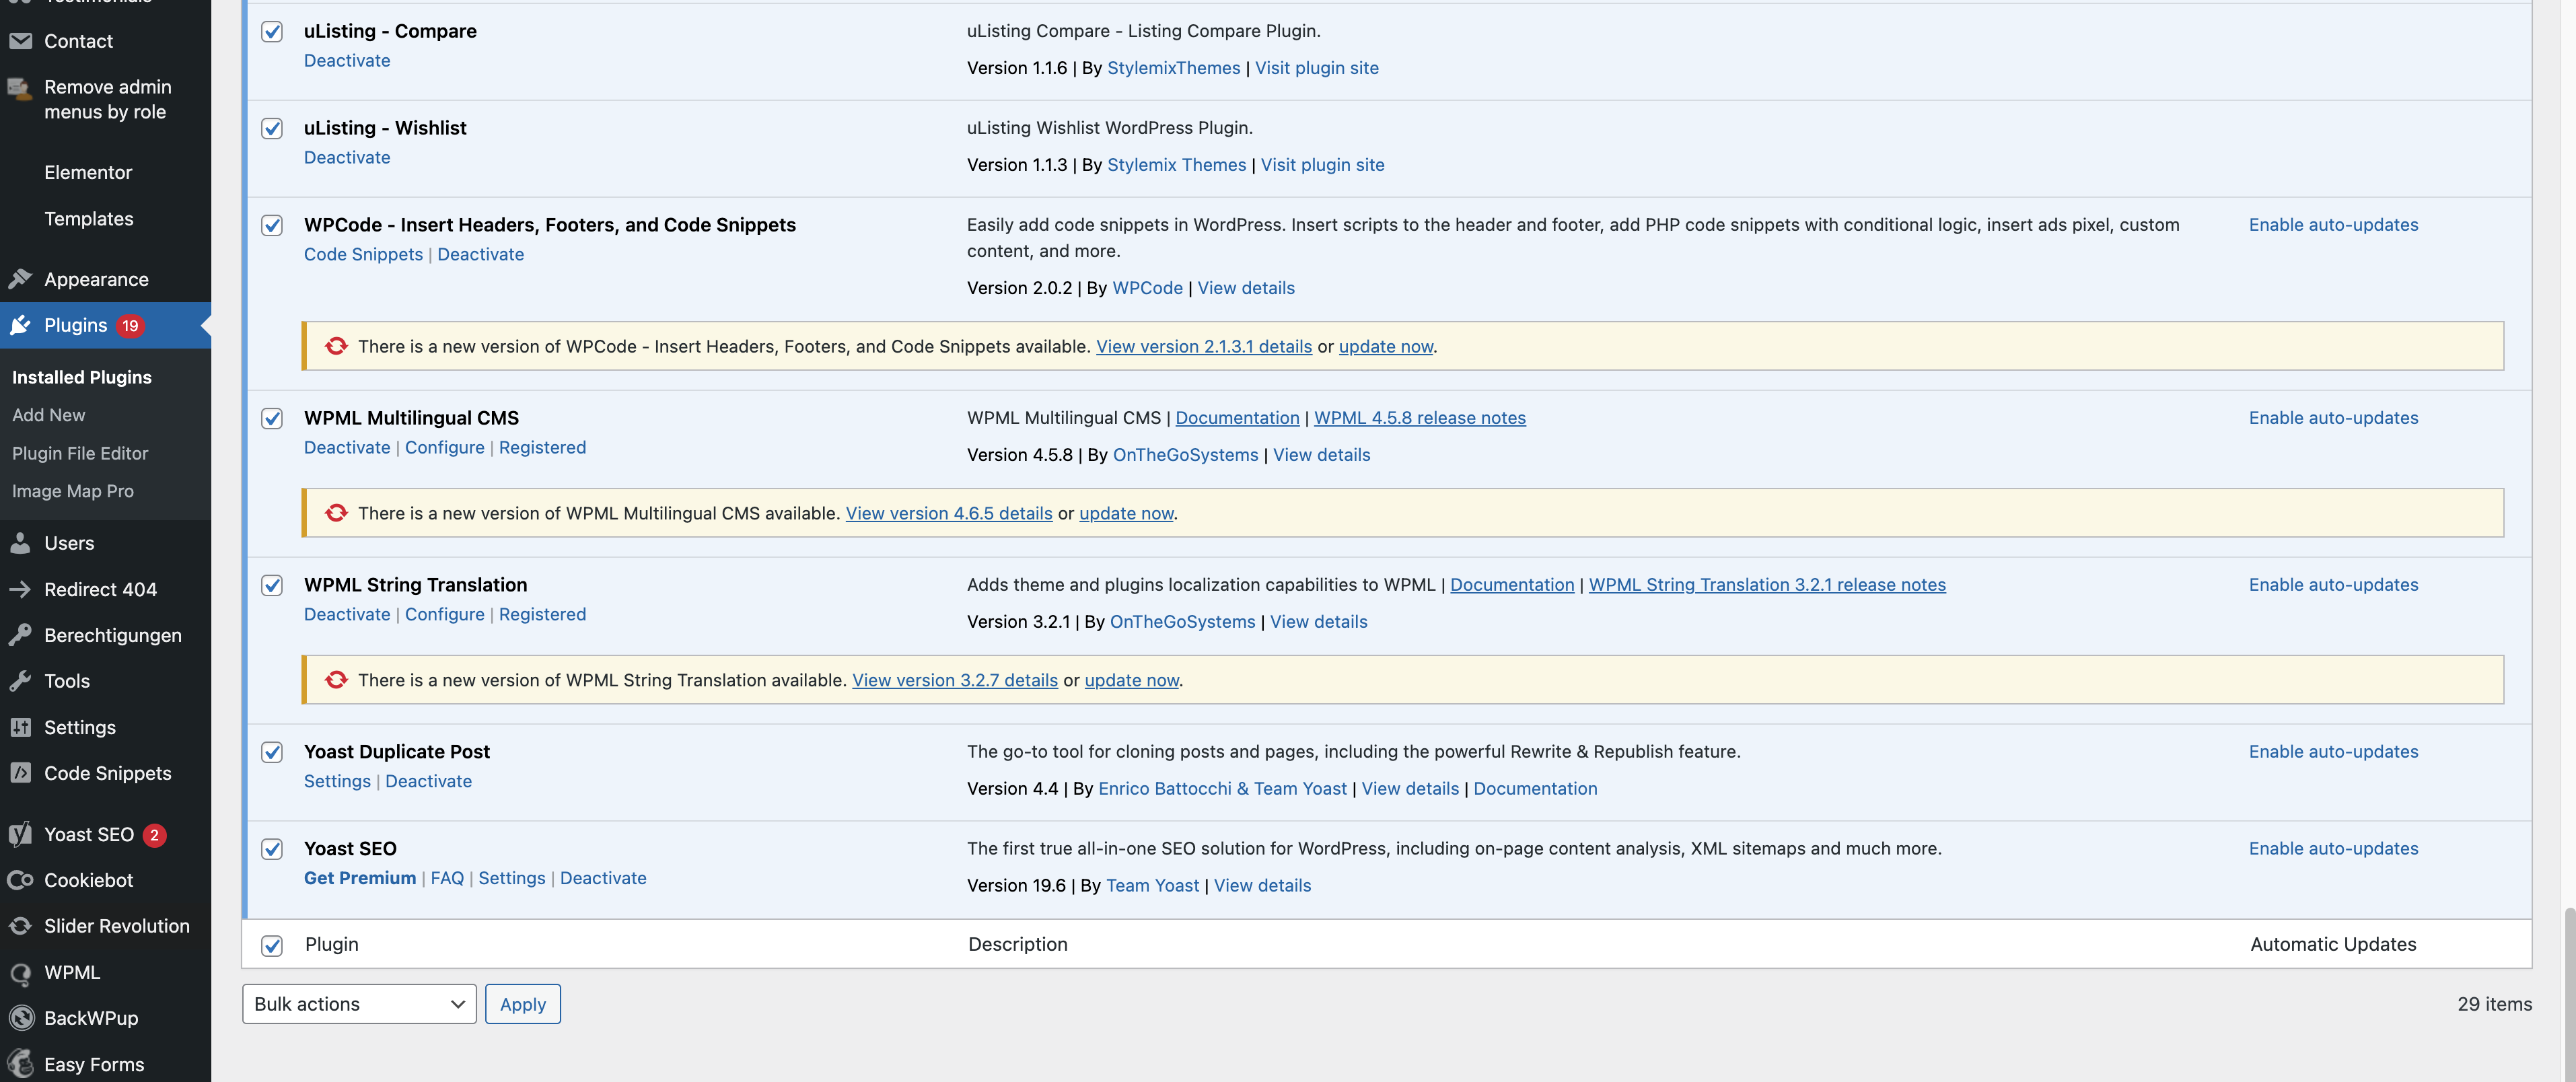 Testimonials
Contact
Remove admin
menus by role
Elementor
Templates
Appearance
Plugins 19
Installed Plugins
Add New
Plugin File Editor
Image Map Pro
Users
Redirect 404
Berechtigungen
Tools
Settings
Code Snippets
Yoast SEO 2
Cookiebot
Slider Revolution
WPML
BackWPup
Easy Forms
uListing - Compare
Deactivate
uListing Compare - Listing Compare Plugin.
Version 1.1.6 | By StylemixThemes | Visit plugin site
uListing - Wishlist
Deactivate
uListing Wishlist WordPress Plugin.
Version 1.1.3 | By Stylemix Themes | Visit plugin site
WPCode - Insert Headers, Footers, and Code Snippets
Code Snippets | Deactivate
Easily add code snippets in WordPress. Insert scripts to the header and footer, add PHP code snippets with conditional logic, insert ads pixel, custom
content, and more.
Version 2.0.2 | By WPCode | View details
Enable auto-updates
There is a new version of WPCode - Insert Headers, Footers, and Code Snippets available. View version 2.1.3.1 details or update now.
WPML Multilingual CMS
Deactivate | Configure | Registered
WPML Multilingual CMS | Documentation | WPML 4.5.8 release notes
Version 4.5.8 | By OnTheGoSystems | View details
Enable auto-updates
There is a new version of WPML Multilingual CMS available. View version 4.6.5 details or update now.
WPML String Translation
Deactivate | Configure | Registered
Adds theme and plugins localization capabilities to WPML | Documentation | WPML String Translation 3.2.1 release notes
Version 3.2.1 | By OnTheGoSystems | View details
Enable auto-updates
There is a new version of WPML String Translation available. View version 3.2.7 details or update now.
Yoast Duplicate Post
Settings | Deactivate
The go-to tool for cloning posts and pages, including the powerful Rewrite & Republish feature.
Version 4.4 | By Enrico Battocchi & Team Yoast | View details | Documentation
Enable auto-updates
Yoast SEO
Get Premium | FAQ | Settings | Deactivate
The first true all-in-one SEO solution for WordPress, including on-page content analysis, XML sitemaps and much more.
Version 19.6 | By Team Yoast | View details
Enable auto-updates
Plugin
Description
Automatic Updates
Bulk actions
Apply
29 items